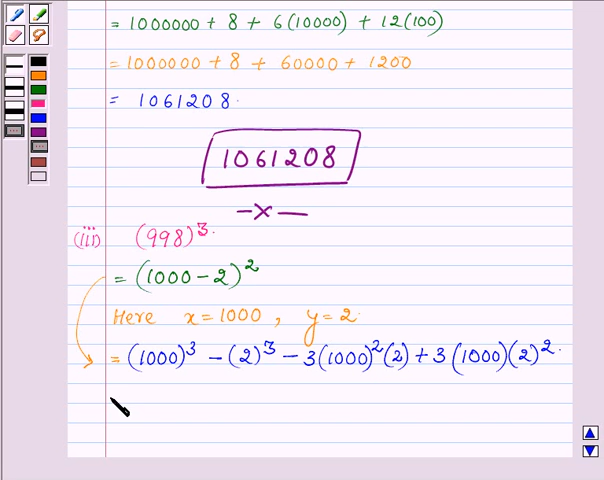 = 1000000 + 8 + 6(10000) + 12(100)
= 1000000 + 8 + 60000 + 1200
= 1061208.
1061208
-x-
(iii) (998)³.
= (1000 - 2)²
Here x = 1000 , y = 2.
= (1000)³ - (2)³ - 3(1000)²(2) + 3(1000)(2)².